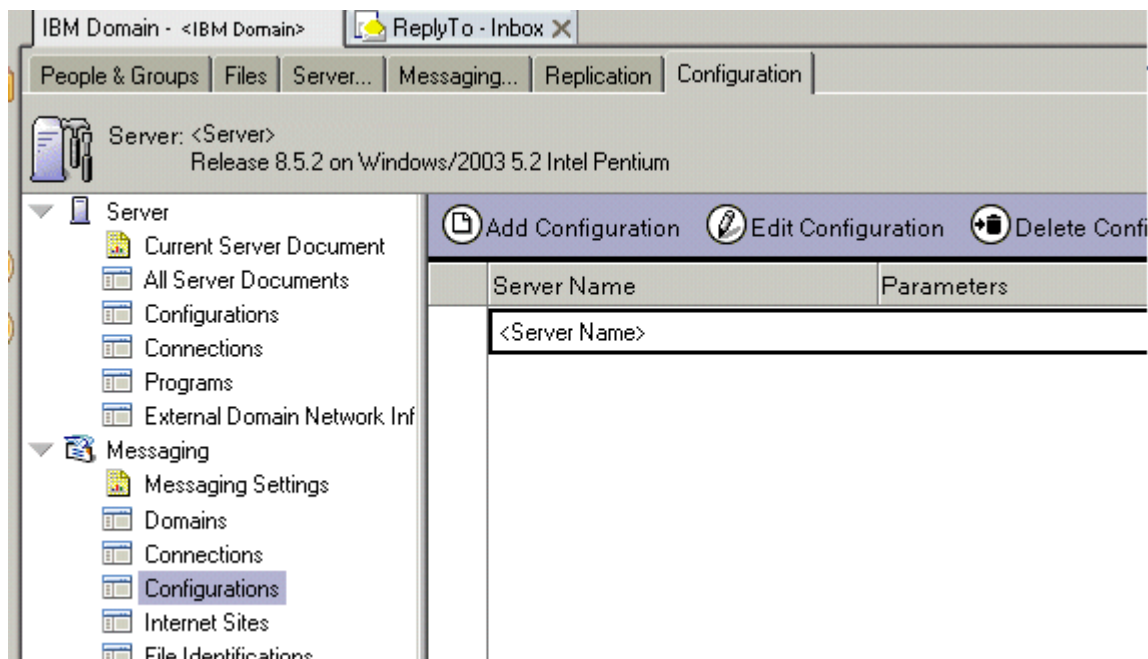 IBM Domain - <IBM Domain>
ReplyTo - Inbox
People & Groups
Files
Server...
Messaging...
Replication
Configuration
Server: <Server>
Release 8.5.2 on Windows/2003 5.2 Intel Pentium
Server
Current Server Document
All Server Documents
Configurations
Connections
Programs
External Domain Network Inf
Messaging
Messaging Settings
Domains
Connections
Configurations
Internet Sites
File Identifications
Add Configuration
Edit Configuration
Delete Confi
Server Name
Parameters
<Server Name>